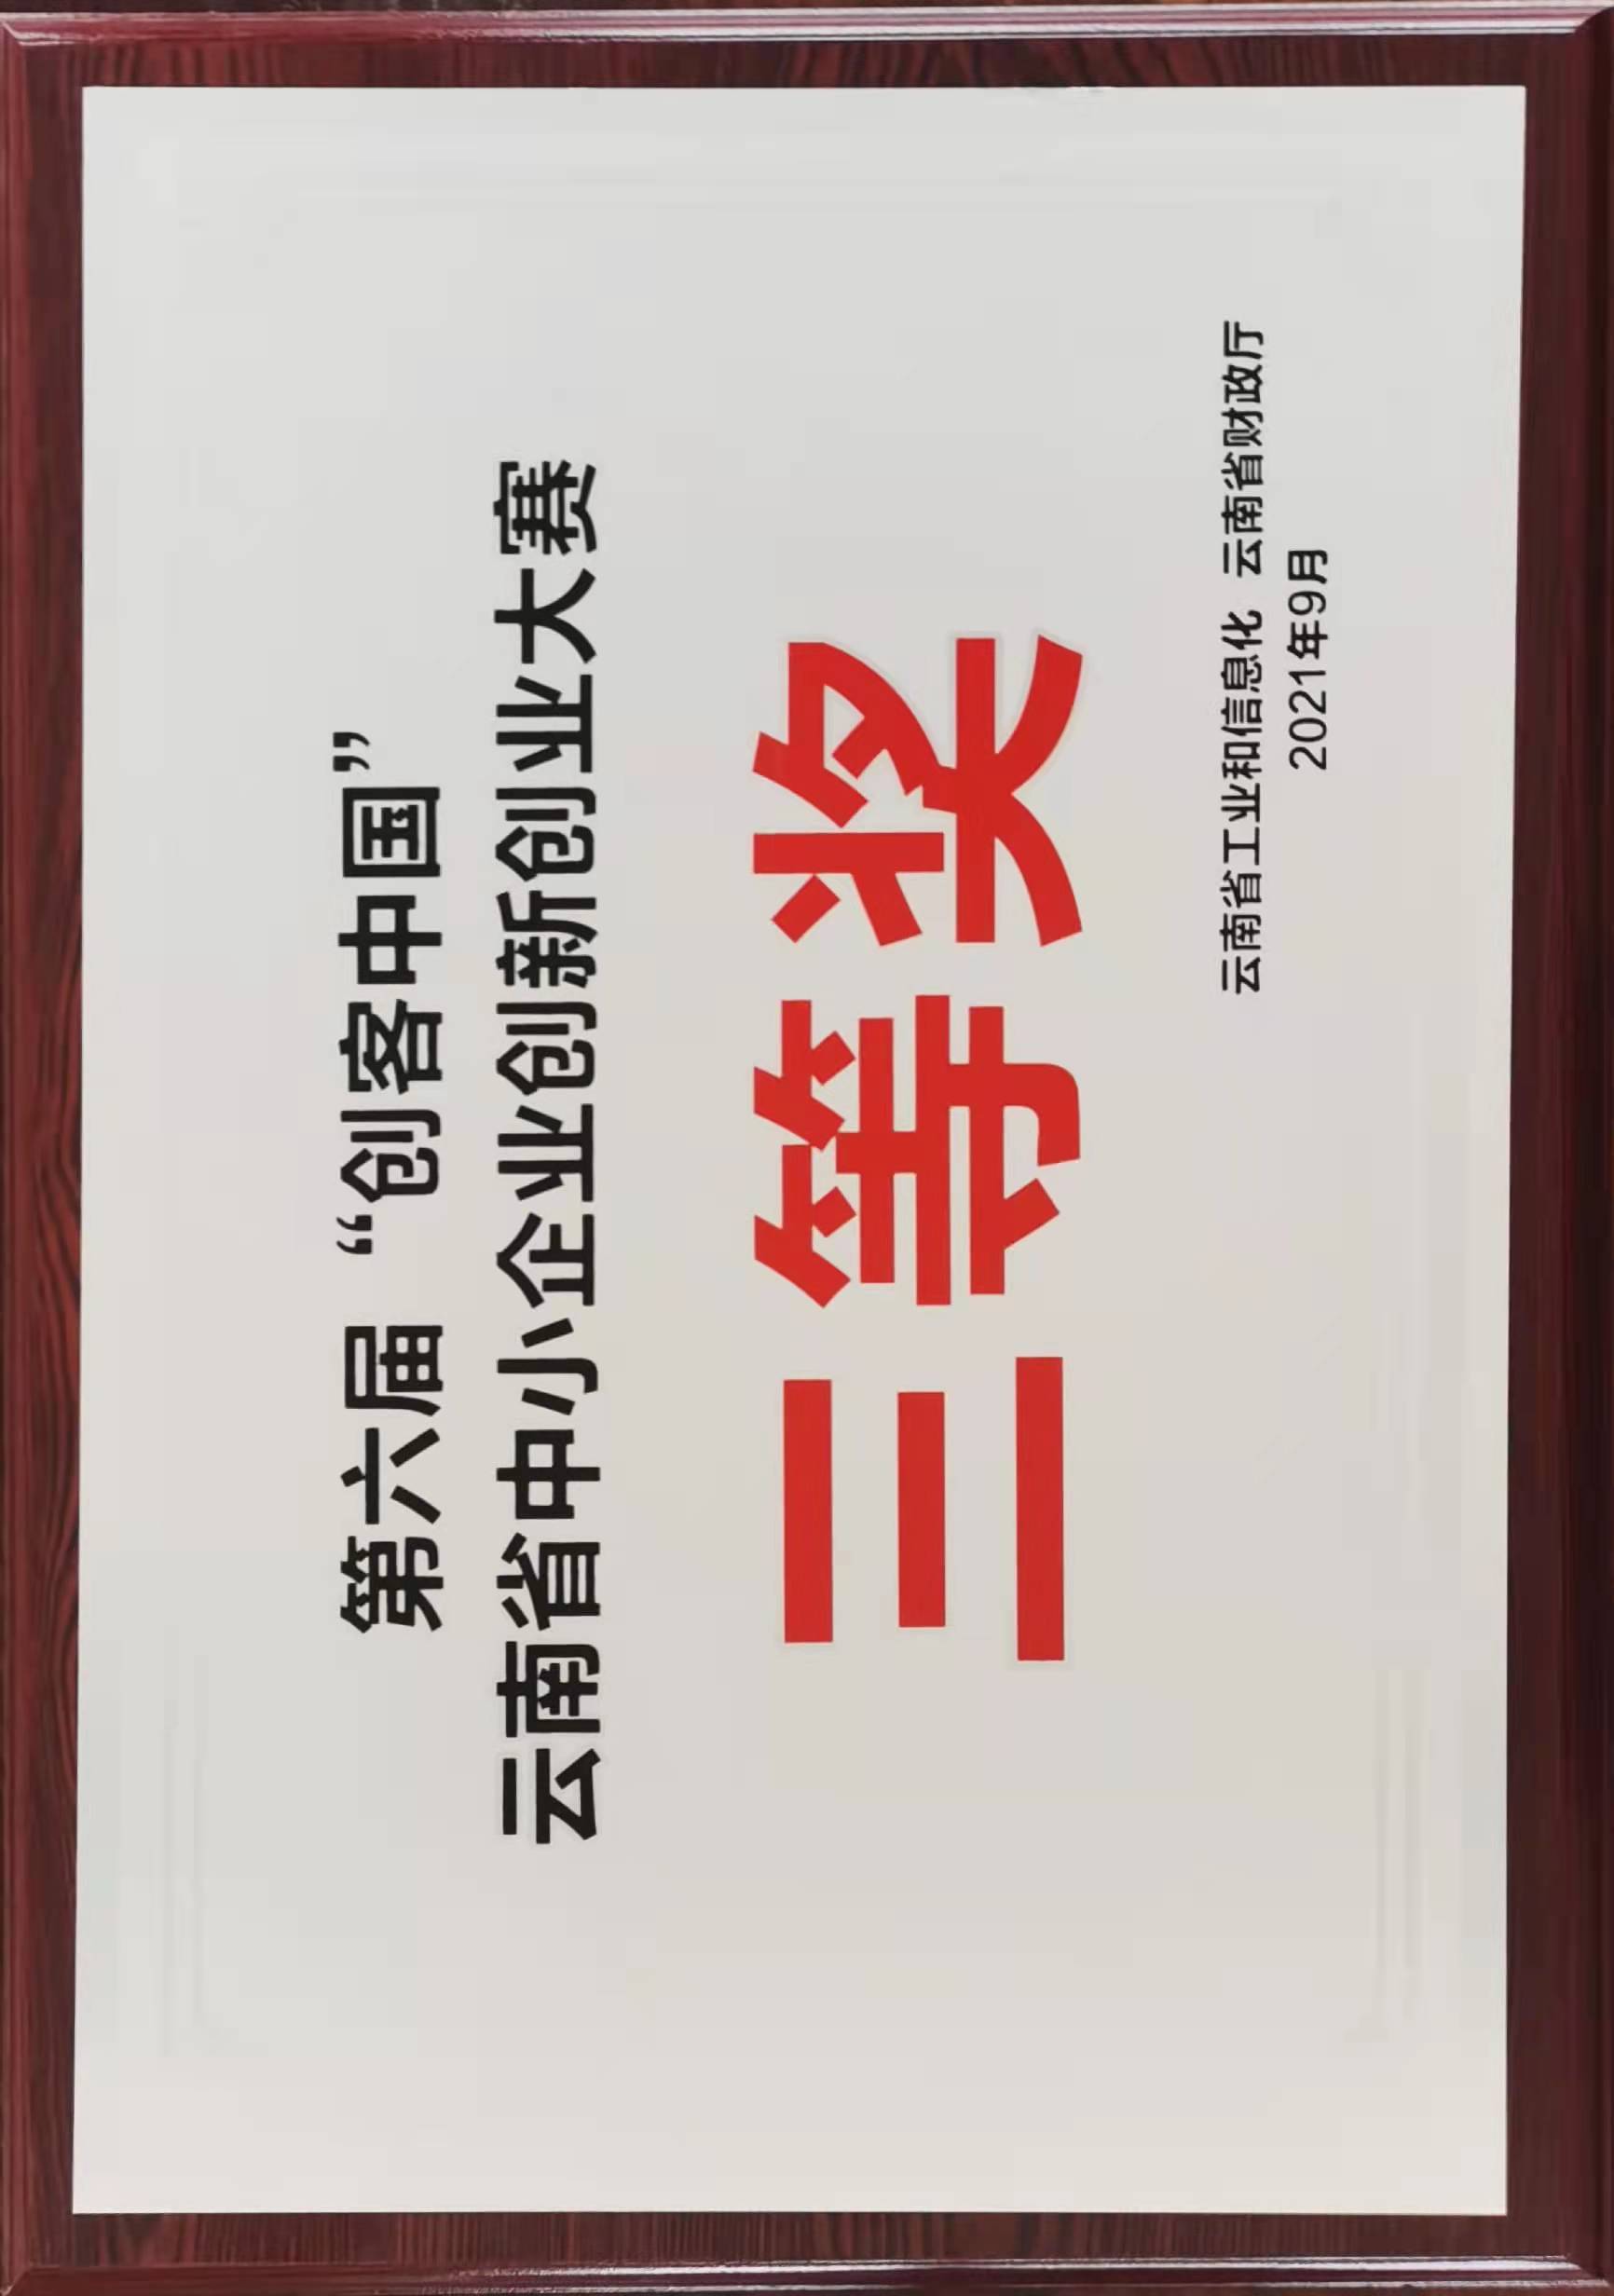 第六届 “创客中国”
云南省中小企业创新创业大赛
三等奖
云南省工业和信息化 云南省财政厅
2021年9月